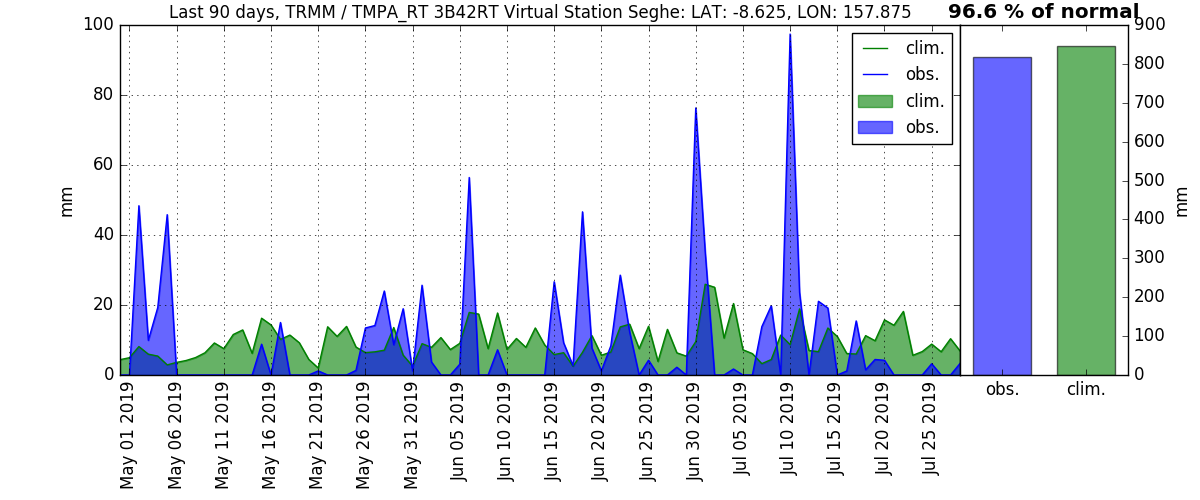 Last 90 days, TRMM / TMPA_RT 3B42RT Virtual Station Seghe: LAT: -8.625, LON: 157.875
96.6 % of normal
100
80
60
40
20
0
mm
clim.
obs.
clim.
obs.
900
800
700
600
500
400
300
200
100
0
mm
obs.
clim.
May 01 2019
May 06 2019
May 11 2019
May 16 2019
May 21 2019
May 26 2019
May 31 2019
Jun 05 2019
Jun 10 2019
Jun 15 2019
Jun 20 2019
Jun 25 2019
Jun 30 2019
Jul 05 2019
Jul 10 2019
Jul 15 2019
Jul 20 2019
Jul 25 2019